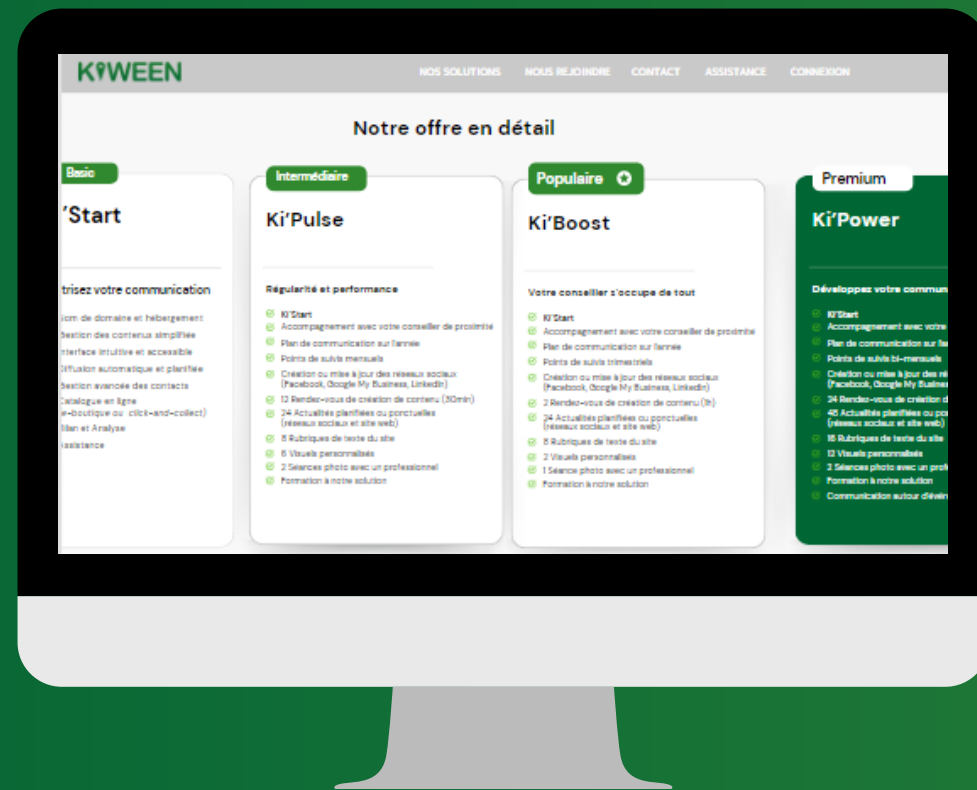 KIWEEN
NOS SOLUTIONS NOUS REJOINDRE CONTACT ASSISTANCE CONNEXION
Notre offre en détail
Basic
'Start
trisez votre communication
Nom de domaine et hébergement
Gestion des contenus simplifiée
Interface intuitive et accessible
Diffusion automatique et planifiée
Gestion avancée des contacts
Catalogue en ligne
(e-boutique ou click-and-collect)
Bilan et Analyse
Assistance
Intermédiaire
Ki'Pulse
Régularité et performance
Ki'Start
Accompagnement avec votre conseiller de proximité
Plan de communication sur l'année
Points de suivis mensuels
Création ou mise à jour des réseaux sociaux
(Facebook, Google My Business, LinkedIn)
12 Rendez-vous de création de contenu (30min)
24 Actualités planifiées ou ponctuelles
(réseaux sociaux et site web)
8 Rubriques de texte du site
6 Visuels personnalisés
2 Séances photo avec un professionnel
Formation à notre solution
Populaire
Ki'Boost
Votre conseiller s'occupe de tout
Ki'Start
Accompagnement avec votre conseiller de proximité
Plan de communication sur l'année
Points de suivis trimestriels
Création ou mise à jour des réseaux sociaux
(Facebook, Google My Business, LinkedIn)
2 Rendez-vous de création de contenu (1h)
24 Actualités planifiées ou ponctuelles
(réseaux sociaux et site web)
8 Rubriques de texte du site
2 Visuels personnalisés
1 Séance photo avec un professionnel
Formation à notre solution
Premium
Ki'Power
Développez votre commun
Ki'Start
Accompagnement avec votre
Plan de communication sur l'an
Points de suivis bi-mensuels
Création ou mise à jour des ré
(Facebook, Google My Busines
24 Rendez-vous de création d
48 Actualités planifiées ou pon
(réseaux sociaux et site web)
16 Rubriques de texte du site
12 Visuels personnalisés
Séances photo avec un prof
Formation à notre solution
Communication autour d'évén